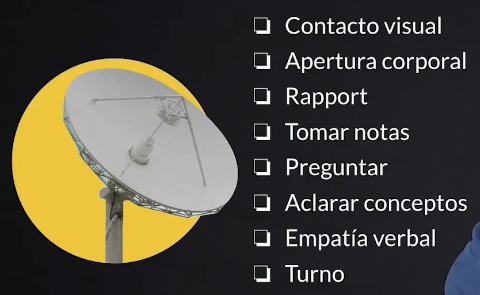 Contacto visual
Apertura corporal
Rapport
Tomar notas
Preguntar
Aclarar conceptos
Empatía verbal
Turno